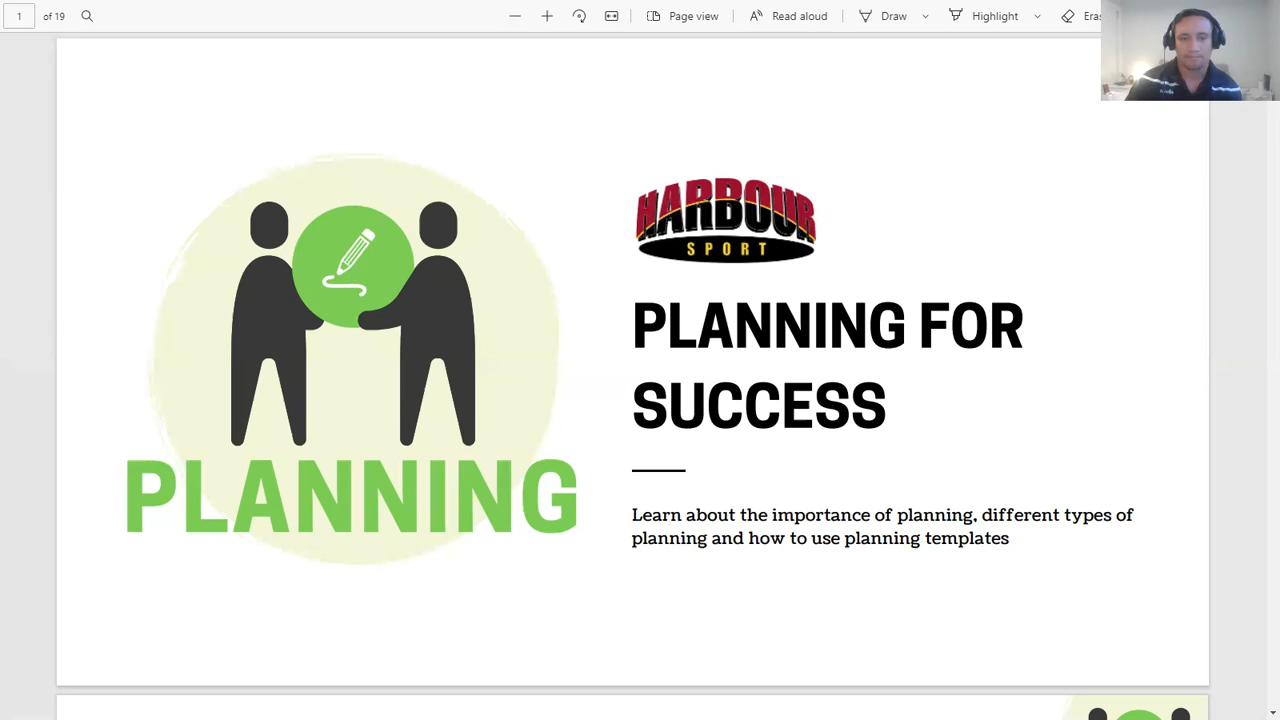 1 of 19 Page view Read aloud Draw Highlight
HARBOUR
SPORT
PLANNING FOR
SUCCESS
PLANNING
Learn about the importance of planning, different types of
planning and how to use planning templates